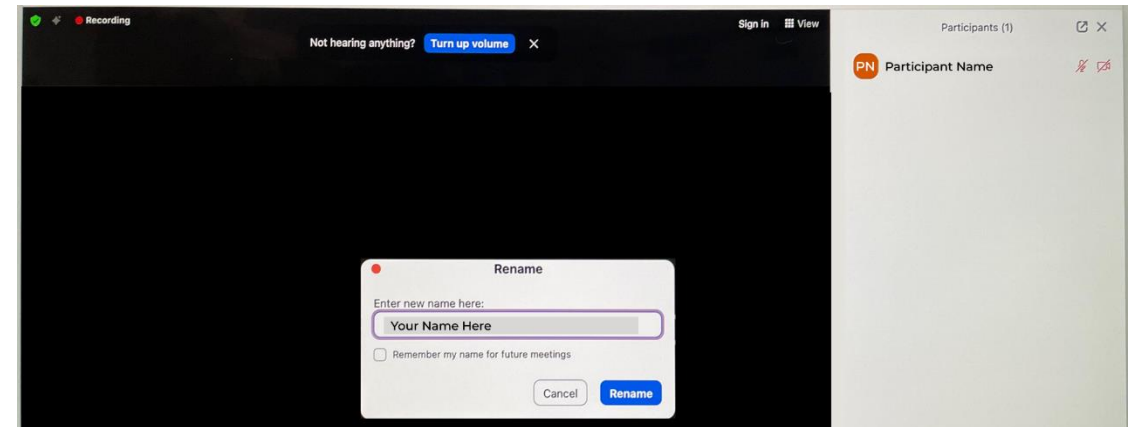 Recording
Sign in View
Not hearing anything? Turn up volume
Participants (1)
PN Participant Name
Rename
Enter new name here:
Your Name Here
Remember my name for future meetings
Cancel Rename